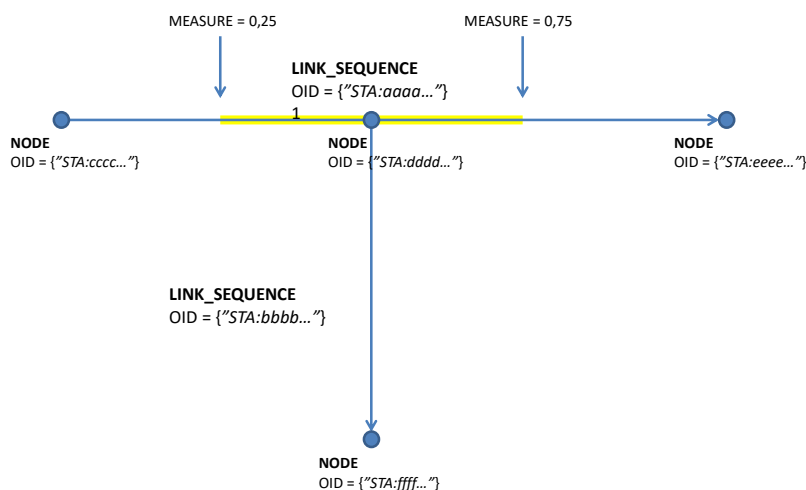 MEASURE = 0,25
MEASURE = 0,75
LINK_SEQUENCE
OID = {”STA:aaaa…”}
1
NODE
OID = {”STA:cccc…”}
NODE
OID = {”STA:dddd…”}
NODE
OID = {”STA:eeee…”}
LINK_SEQUENCE
OID = {”STA:bbbb…”}
NODE
OID = {”STA:ffff…”}